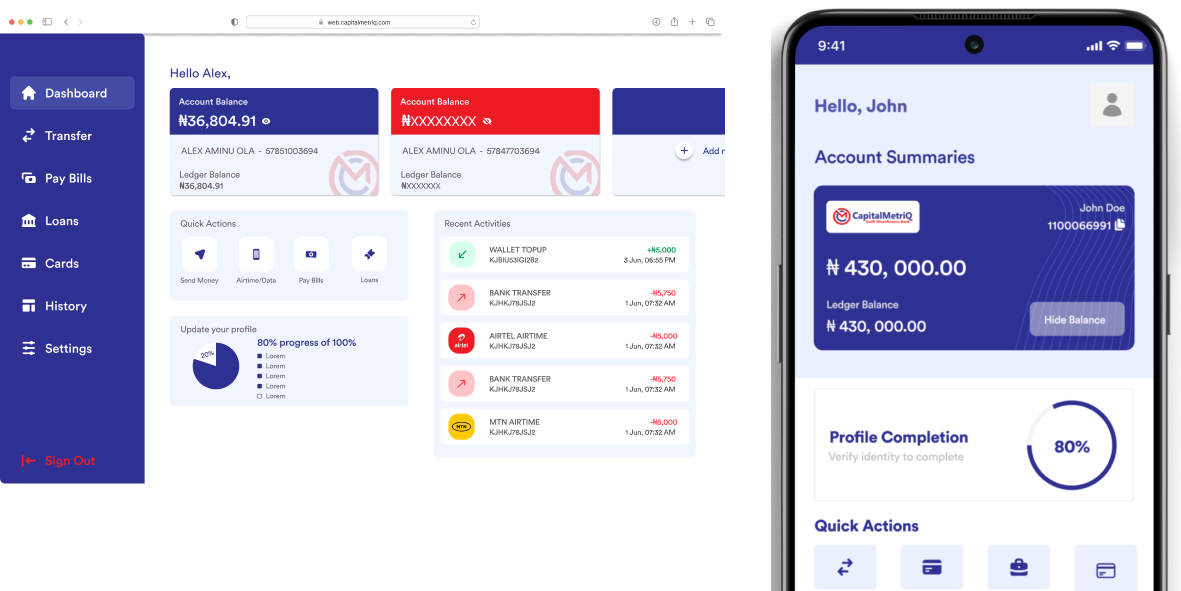 web.capitalmetriq.com
Dashboard
Transfer
Pay Bills
Loans
Cards
History
Settings
Sign Out
Hello Alex,
Account Balance
₦36,804.91
ALEX AMINU OLA - 57851003694
Ledger Balance
₦36,804.91
Account Balance
₦XXXXXXXX
ALEX AMINU OLA - 57847703694
Ledger Balance
₦XXXXXXX
+ Add
Quick Actions
Send Money
Airtime/Data
Pay Bills
Loans
Update your profile
20%
80% progress of 100%
Lorem
Lorem
Lorem
Lorem
Lorem
Recent Activities
WALLET TOPUP
+₦5,000
KJBIU53IGI2B2
3 Jun, 06:55 PM
BANK TRANSFER
-₦5,750
KJHKJ78JSJ2
1 Jun, 07:32 AM
airtel
AIRTEL AIRTIME
-₦5,000
KJHKJ78JSJ2
1 Jun, 07:32 AM
BANK TRANSFER
-₦5,750
KJHKJ78JSJ2
1 Jun, 07:32 AM
MTN
MTN AIRTIME
-₦5,000
KJHKJ78JSJ2
1 Jun, 07:32 AM
9:41
Hello, John
Account Summaries
CapitalMetriQ
Swift Microfinance Bank
John Doe
1100066991
₦ 430, 000.00
Ledger Balance
₦ 430, 000.00
Hide Balance
Profile Completion
Verify identity to complete
80%
Quick Actions